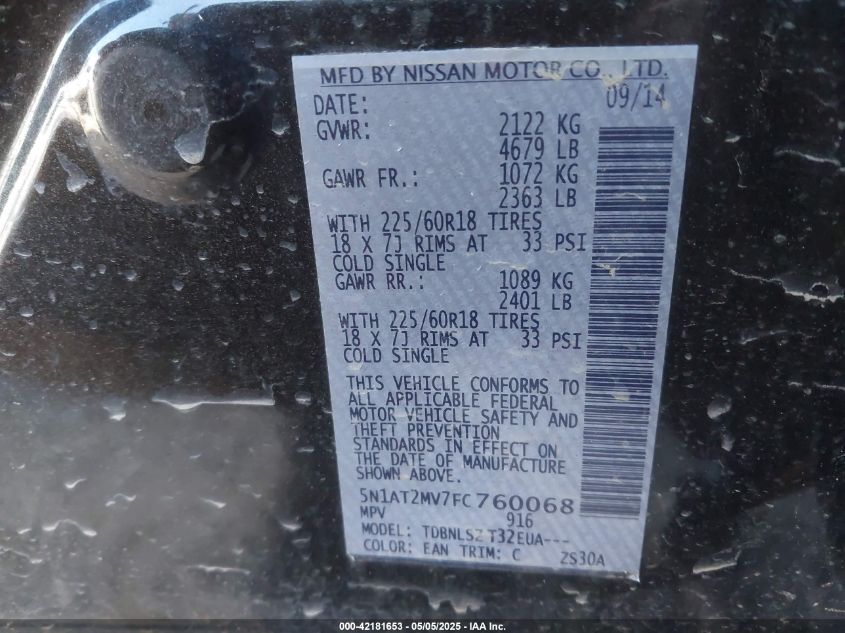 MFD BY NISSAN MOTOR CO., LTD.
DATE: 09/14
GVWR: 2122 KG
4679 LB
GAWR FR.: 1072 KG
2363 LB
WITH 225/60R18 TIRES
18 X 7J RIMS AT 33 PSI
COLD SINGLE
GAWR RR.: 1089 KG
2401 LB
WITH 225/60R18 TIRES
18 X 7J RIMS AT 33 PSI
COLD SINGLE
THIS VEHICLE CONFORMS TO
ALL APPLICABLE FEDERAL
MOTOR VEHICLE SAFETY AND
THEFT PREVENTION
STANDARDS IN EFFECT ON
THE DATE OF MANUFACTURE
SHOWN ABOVE.
5N1AT2MV7FC760068
MPV 916
MODEL: TDBNLSZ T32EUA---
COLOR: EAN TRIM: C ZS30A
000-42181653 - 05/05/2025 - IAA Inc.